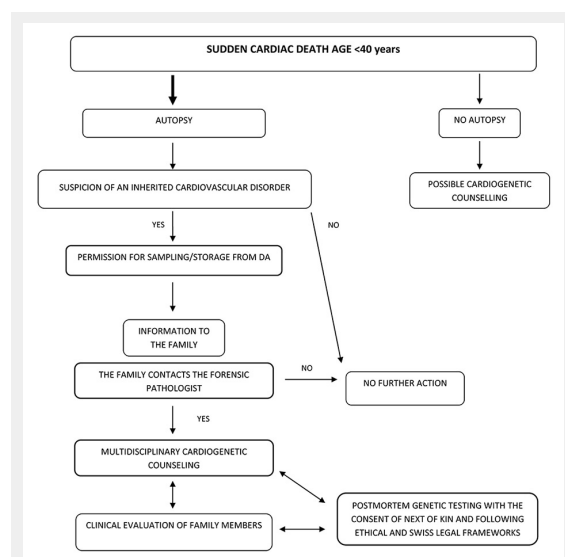 SUDDEN CARDIAC DEATH AGE <40 years
AUTOPSY
NO AUTOPSY
SUSPICION OF AN INHERITED CARDIOVASCULAR DISORDER
POSSIBLE CARDIOGENETIC
COUNSELLING
YES
NO
PERMISSION FOR SAMPLING/STORAGE FROM DA
INFORMATION TO
THE FAMILY
THE FAMILY CONTACTS THE FORENSIC
PATHOLOGIST
NO
NO FURTHER ACTION
YES
MULTIDISCIPLINARY CARDIOGENETIC
COUNSELING
CLINICAL EVALUATION OF FAMILY MEMBERS
POSTMORTEM GENETIC TESTING WITH THE
CONSENT OF NEXT OF KIN AND FOLLOWING
ETHICAL AND SWISS LEGAL FRAMEWORKS